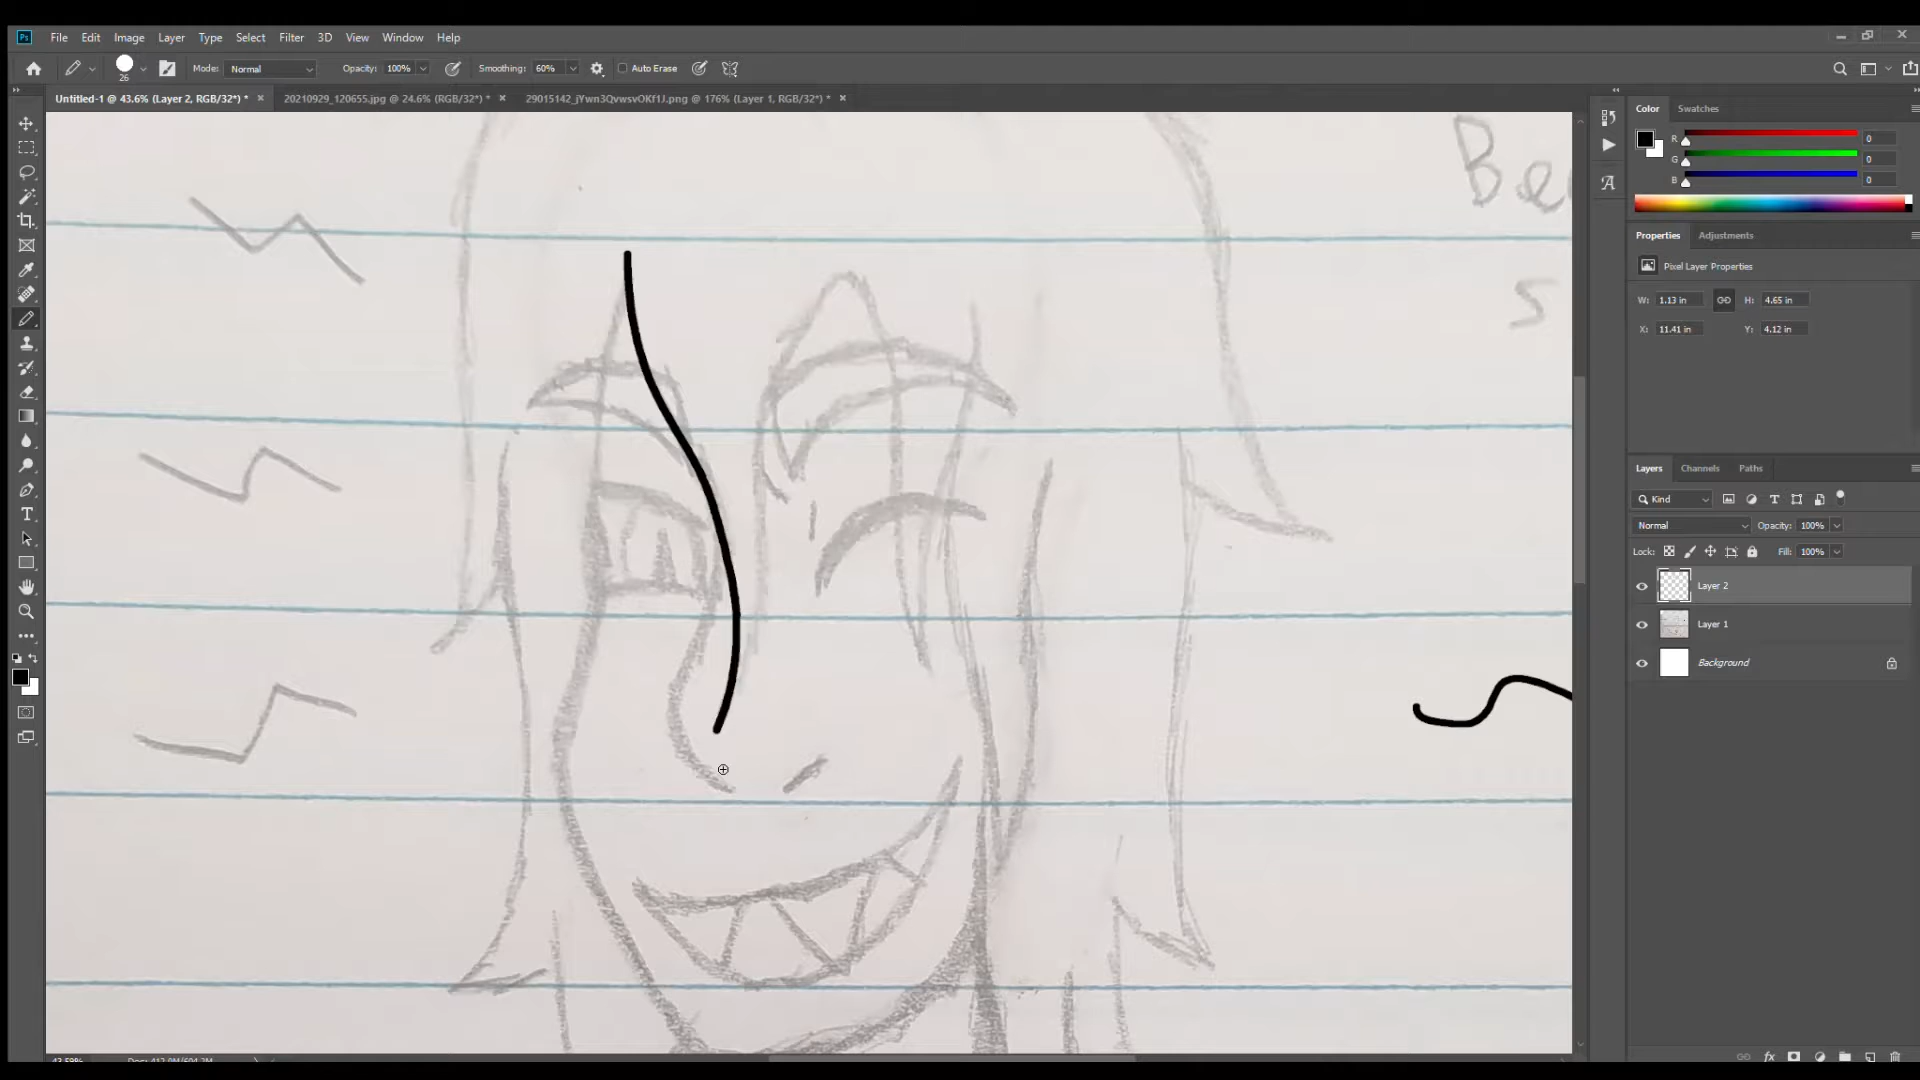 Ps File Edit Image Layer Type Select Filter 3D View Window Help
26 Mode: Normal Opacity: 100% Smoothing: 60% Auto Erase
Untitled-1 @ 43.6% (Layer 2, RGB/32*) * × 20210929_120655.jpg @ 24.6% (RGB/32*) * × 29015142_jYwn3QvwsvOKf1J.png @ 176% (Layer 1, RGB/32*) * ×
Color Swatches
R 0
G 0
B 0
Be
S
Properties Adjustments
Pixel Layer Properties
W: 1.13 in H: 4.65 in
X: 11.41 in Y: 4.12 in
Layers Channels Paths
Kind
Normal Opacity: 100%
Lock: Fill: 100%
Layer 2
Layer 1
Background